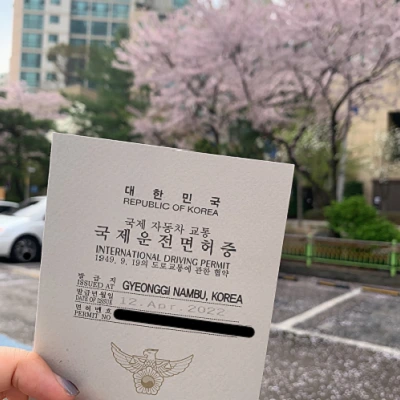 대한민국
REPUBLIC OF KOREA
국제 자동차 교통
국제운전면허증
INTERNATIONAL DRIVING PERMIT
1949. 9. 19의 도로교통에 관한 협약
발급지
ISSUED AT GYEONGGI NAMBU, KOREA
발급년월일
DATE OF ISSUE 12.Apr.2022
면허번호
PERMIT NO